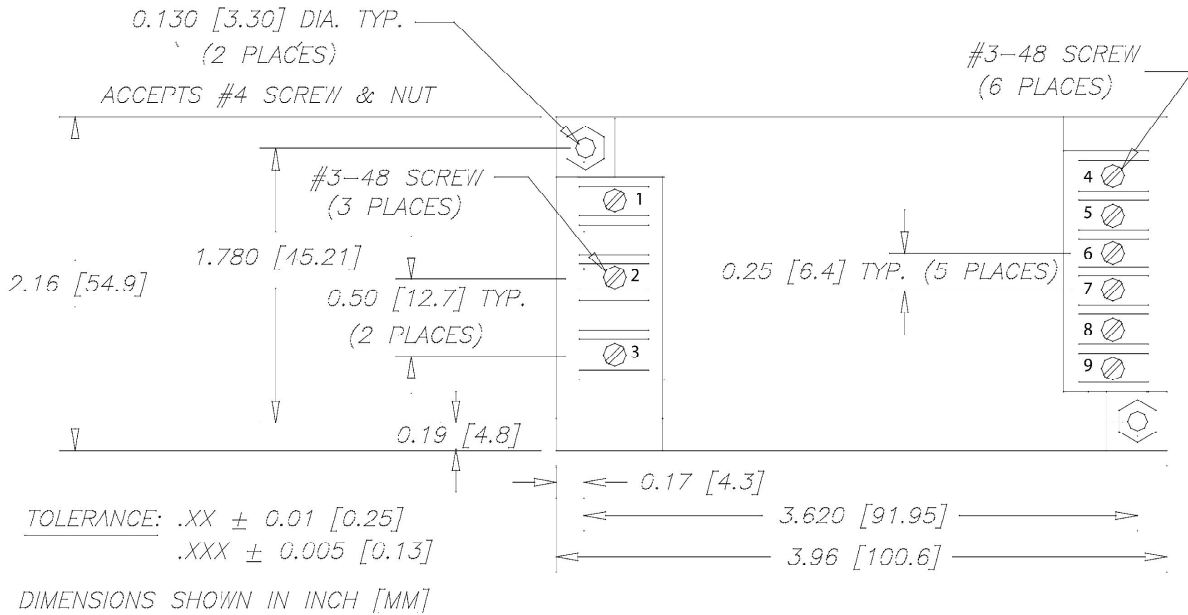 0.130 [3.30] DIA. TYP.
(2 PLACES)
ACCEPTS #4 SCREW & NUT
#3-48 SCREW
(6 PLACES)
#3-48 SCREW
(3 PLACES)
1
2
3
4
5
6
7
8
9
1.780 [45.21]
2.16 [54.9]
0.50 [12.7] TYP.
(2 PLACES)
0.25 [6.4] TYP. (5 PLACES)
0.19 [4.8]
0.17 [4.3]
3.620 [91.95]
3.96 [100.6]
TOLERANCE: .XX ± 0.01 [0.25]
.XXX ± 0.005 [0.13]
DIMENSIONS SHOWN IN INCH [MM]